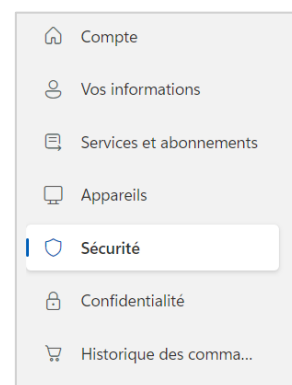 Compte
Vos informations
Services et abonnements
Appareils
Sécurité
Confidentialité
Historique des comma...